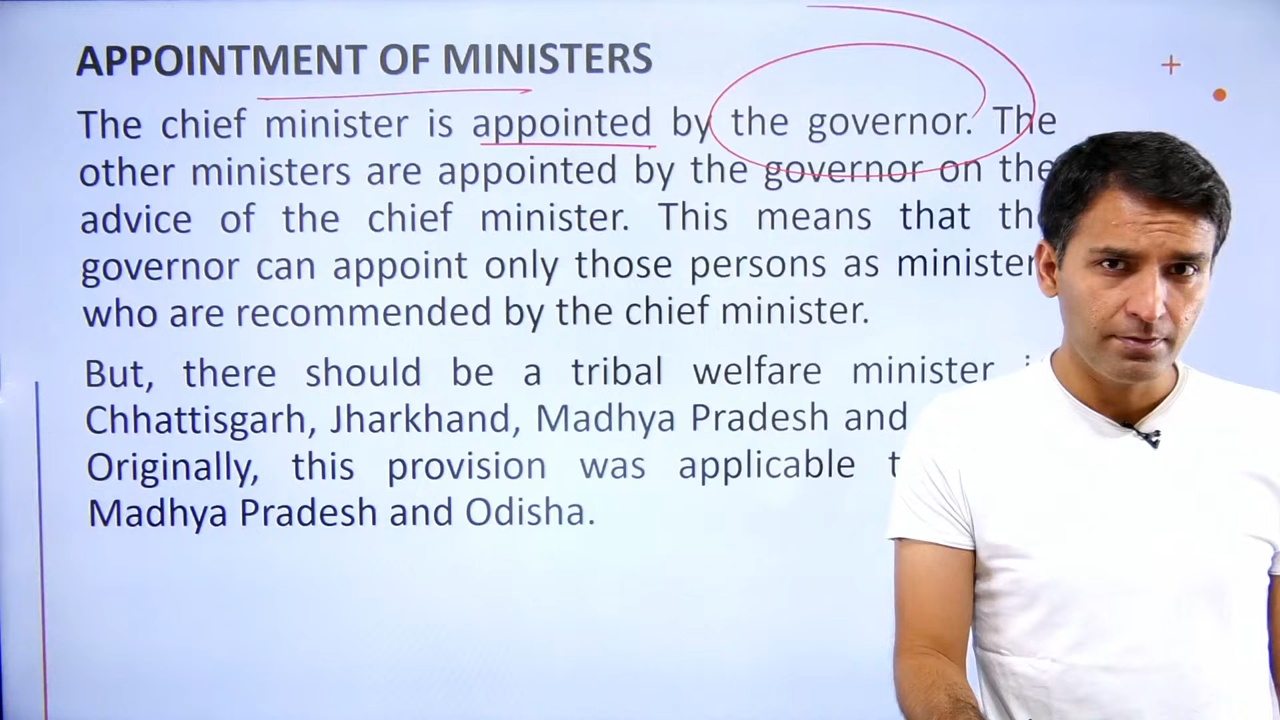 APPOINTMENT OF MINISTERS
The chief minister is appointed by the governor. The
other ministers are appointed by the governor on the
advice of the chief minister. This means that
governor can appoint only those persons as
who are recommended by the chief minister.
But, there should be a tribal welfare minister
Chhattisgarh, Jharkhand, Madhya Pradesh and
Originally, this provision was applicable
Madhya Pradesh and Odisha.